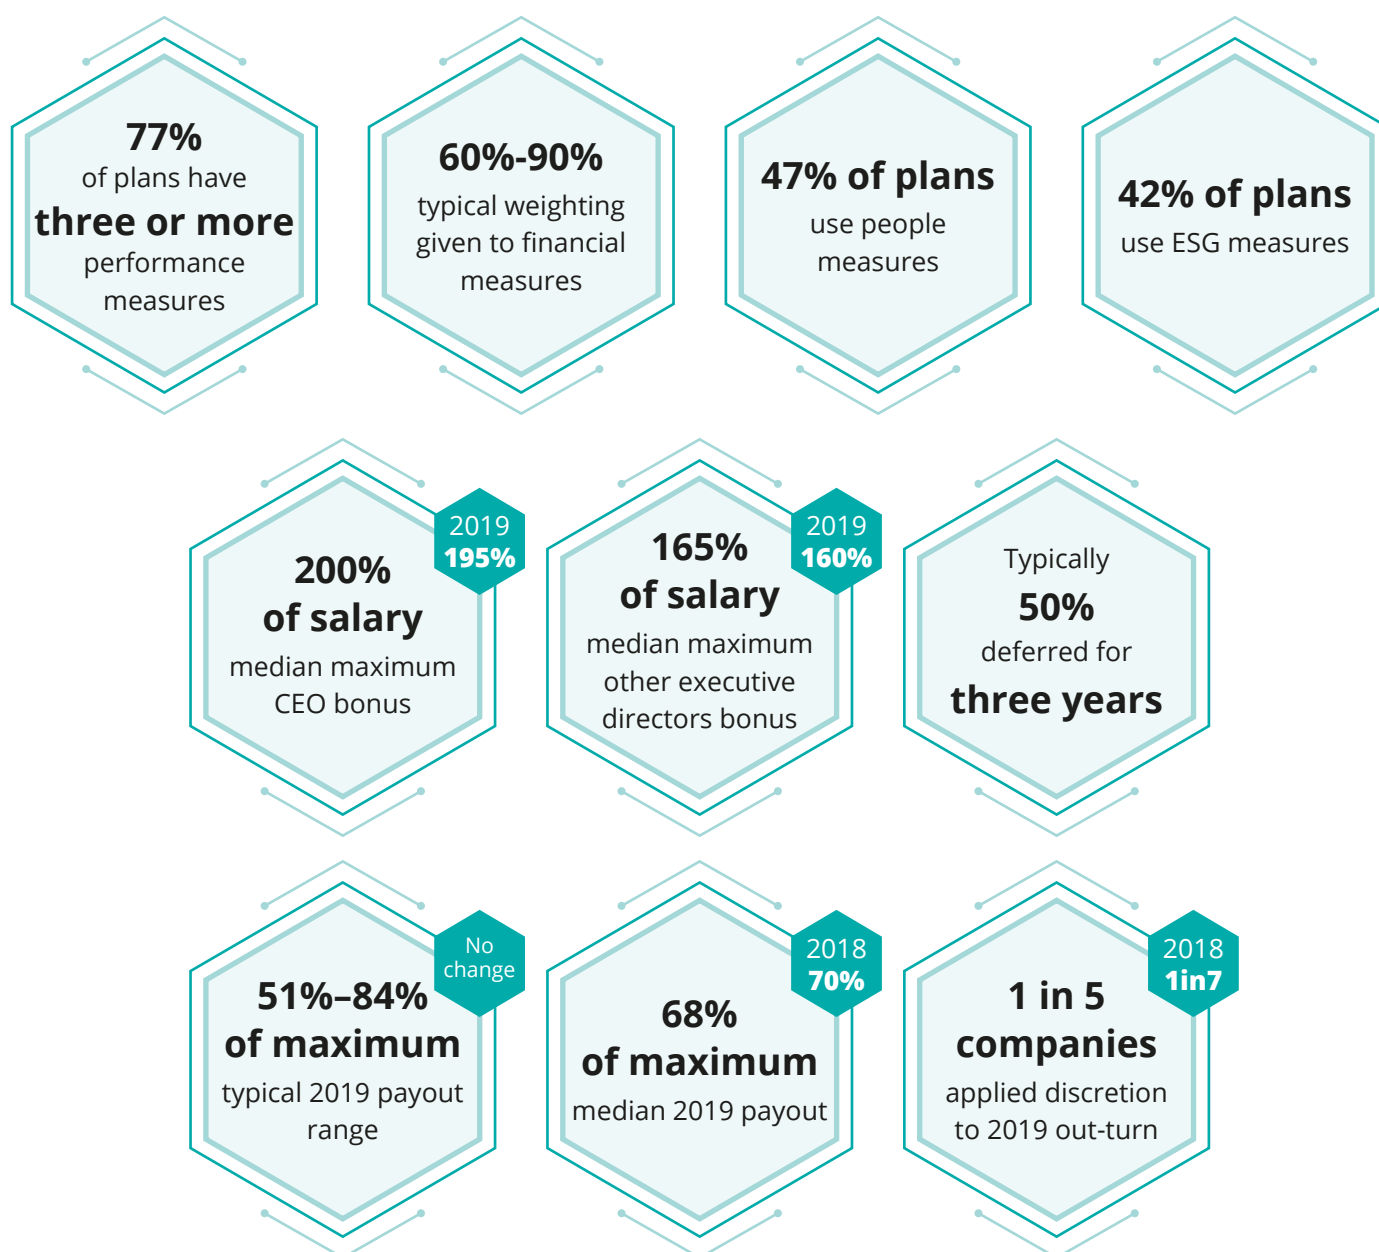 77%
of plans have
three or more
performance
measures
60%-90%
typical weighting
given to financial
measures
47% of plans
use people
measures
42% of plans
use ESG measures
2019
195%
200%
of salary
median maximum
CEO bonus
2019
160%
165%
of salary
median maximum
other executive
directors bonus
Typically
50%
deferred for
three years
No
change
51%–84%
of maximum
typical 2019 payout
range
2018
70%
68%
of maximum
median 2019 payout
2018
1in7
1 in 5
companies
applied discretion
to 2019 out-turn